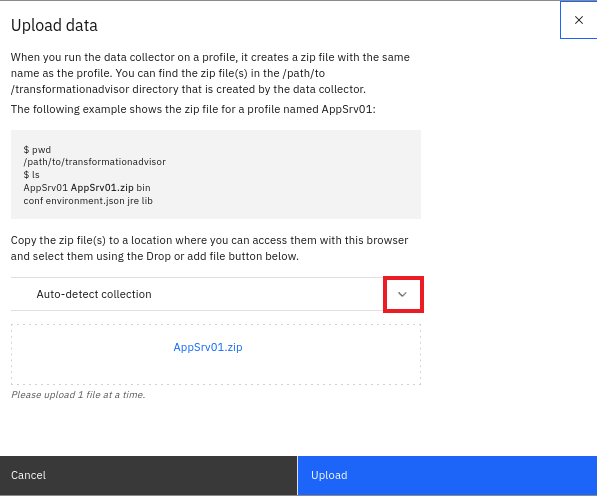 Upload data
When you run the data collector on a profile, it creates a zip file with the same
name as the profile. You can find the zip file(s) in the /path/to
/transformationadvisor directory that is created by the data collector.
The following example shows the zip file for a profile named AppSrv01:
$ pwd
/path/to/transformationadvisor
$ ls
AppSrv01 AppSrv01.zip bin
conf environment.json jre lib
Copy the zip file(s) to a location where you can access them with this browser
and select them using the Drop or add file button below.
Auto-detect collection
AppSrv01.zip
Please upload 1 file at a time.
Cancel
Upload